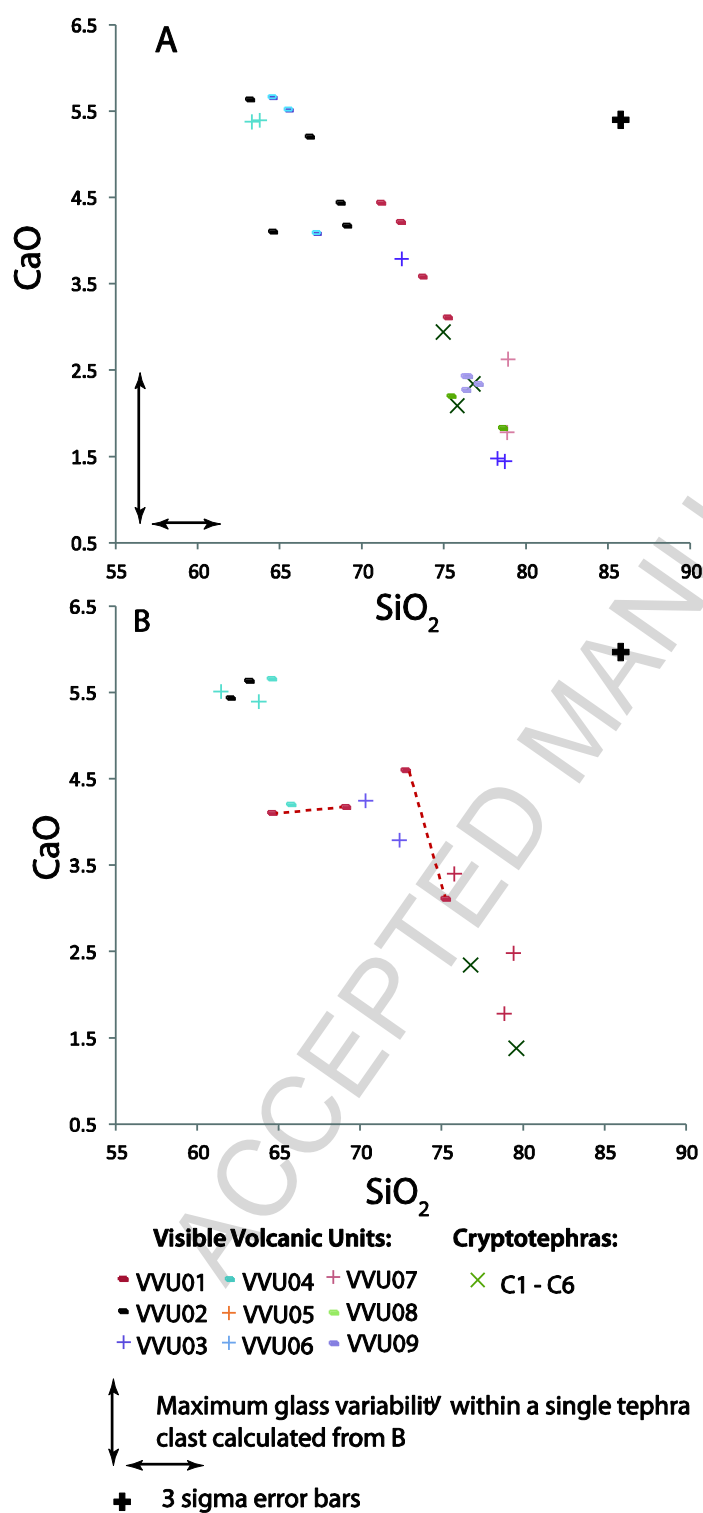 A
6.5
5.5
4.5
3.5
2.5
1.5
0.5
CaO
55 60 65 70 75 80 85 90
SiO2
B
6.5
5.5
4.5
3.5
2.5
1.5
0.5
CaO
55 60 65 70 75 80 85 90
SiO2
ACCEPTED
Visible Volcanic Units: Cryptotephras:
VVU01 VVU04 VVU07 C1 - C6
VVU02 VVU05 VVU08
VVU03 VVU06 VVU09
Maximum glass variability within a single tephra
clast calculated from B
3 sigma error bars